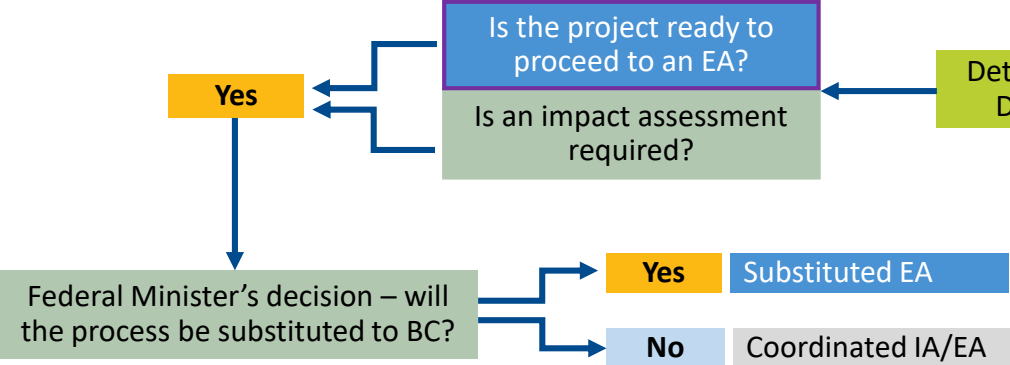 Is the project ready to
proceed to an EA?
Yes
Is an impact assessment
required?
Federal Minister’s decision – will
the process be substituted to BC?
Yes
Substituted EA
No
Coordinated IA/EA